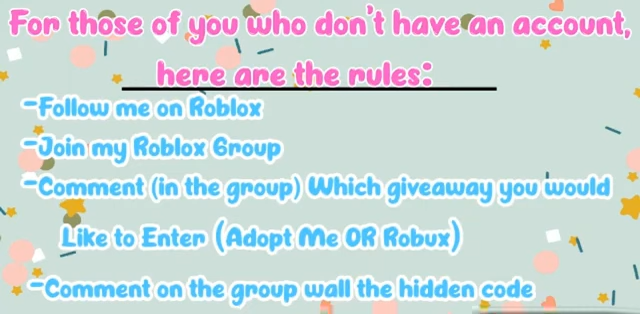 For those of you who don't have an account,
here are the rules:
-Follow me on Roblox
-Join my Roblox Group
-Comment (in the group) Which giveaway you would
Like to Enter (Adopt Me OR Robux)
-Comment on the group wall the hidden code